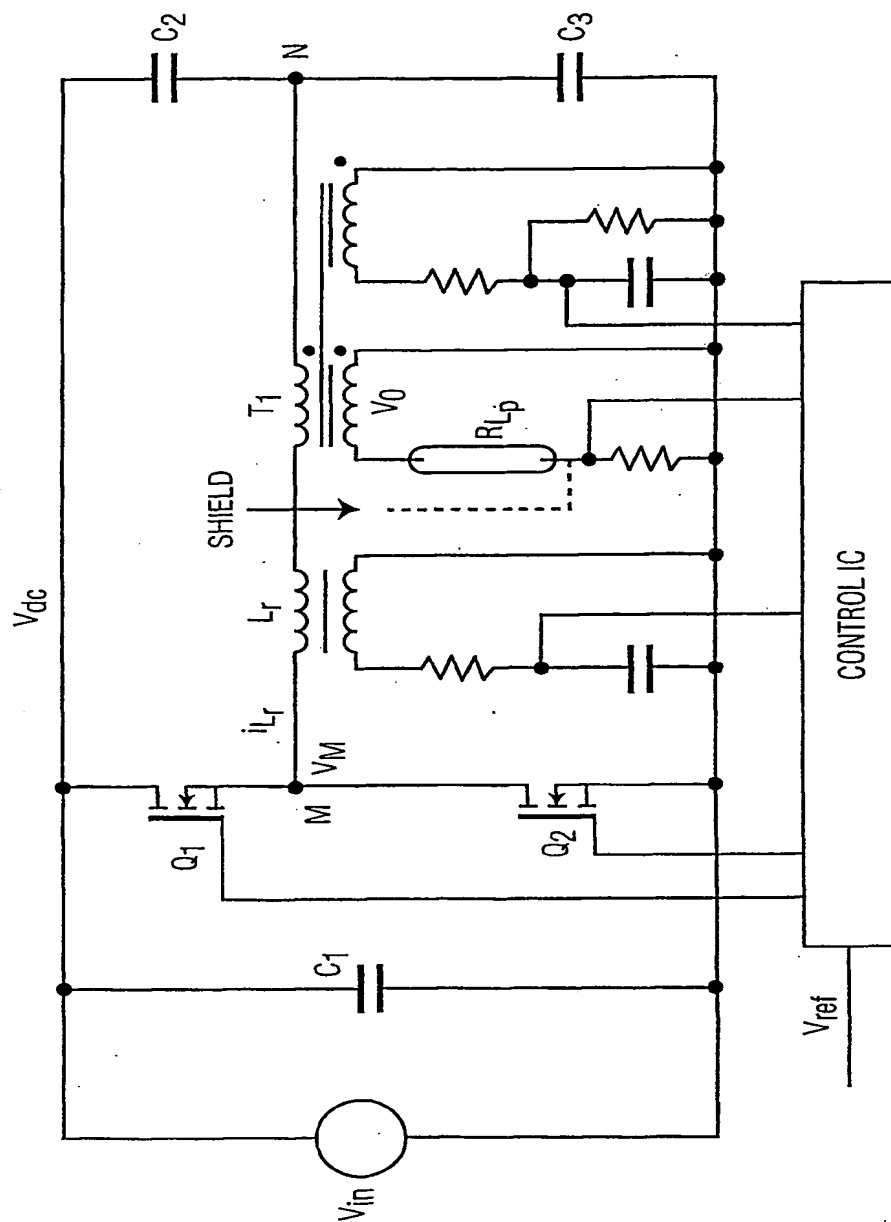 Vdc
C2
N
C3
T1
V0
RLp
SHIELD
Lr
iLr
VM
M
Q1
Q2
C1
Vin
CONTROL IC
Vref